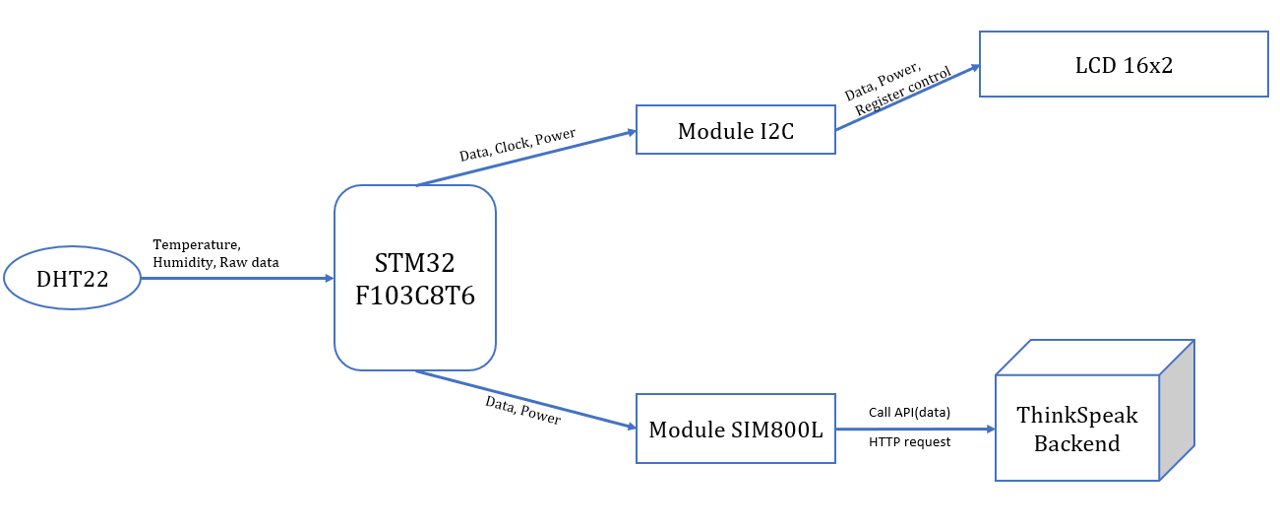 LCD 16x2
Data, Power,
Register control
Module I2C
Data, Clock, Power
Temperature,
Humidity, Raw data
DHT22
STM32
F103C8T6
Data, Power
Module SIM800L
Call API(data)
HTTP request
ThinkSpeak
Backend